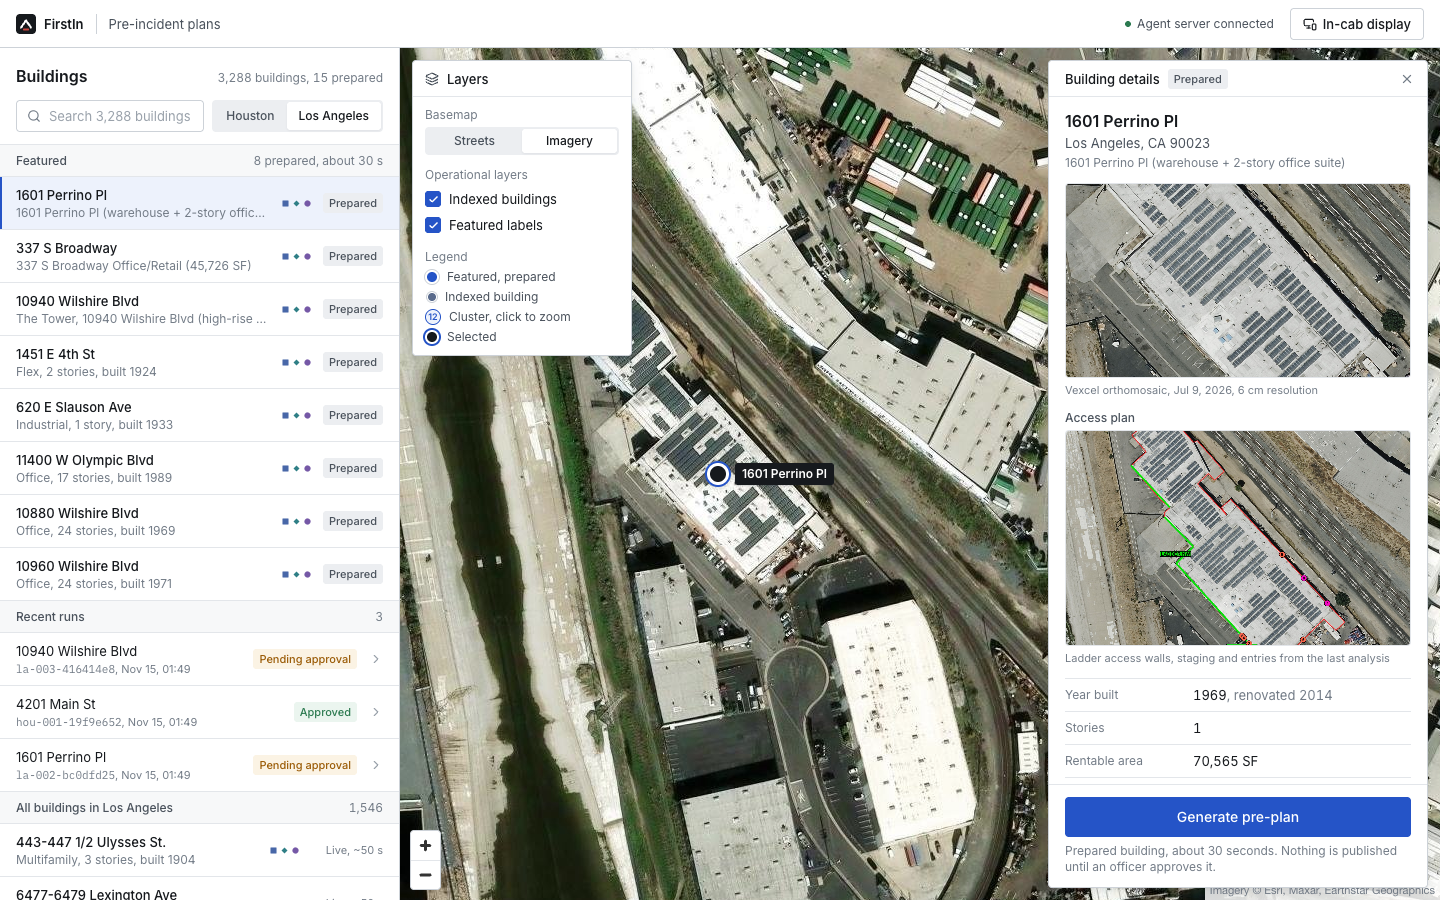 FirstIn
Pre-incident plans
Agent server connected
In-cab display
Buildings
3,288 buildings, 15 prepared
Search 3,288 buildings
Houston
Los Angeles
Featured
8 prepared, about 30 s
1601 Perrino Pl
1601 Perrino Pl (warehouse + 2-story offic...
Prepared
337 S Broadway
337 S Broadway Office/Retail (45,726 SF)
Prepared
10940 Wilshire Blvd
The Tower, 10940 Wilshire Blvd (high-rise ...
Prepared
1451 E 4th St
Flex, 2 stories, built 1924
Prepared
620 E Slauson Ave
Industrial, 1 story, built 1933
Prepared
11400 W Olympic Blvd
Office, 17 stories, built 1989
Prepared
10880 Wilshire Blvd
Office, 24 stories, built 1969
Prepared
10960 Wilshire Blvd
Office, 24 stories, built 1971
Prepared
Recent runs
3
10940 Wilshire Blvd
la-003-416414e8, Nov 15, 01:49
Pending approval
4201 Main St
hou-001-19f9e652, Nov 15, 01:49
Approved
1601 Perrino Pl
la-002-bc0dfd25, Nov 15, 01:49
Pending approval
All buildings in Los Angeles
1,546
443-447 1/2 Ulysses St.
Multifamily, 3 stories, built 1904
Live, ~50 s
6477-6479 Lexington Ave
Layers
Basemap
Streets
Imagery
Operational layers
Indexed buildings
Featured labels
Legend
Featured, prepared
Indexed building
12
Cluster, click to zoom
Selected
1601 Perrino Pl
Building details
Prepared
1601 Perrino Pl
Los Angeles, CA 90023
1601 Perrino Pl (warehouse + 2-story office suite)
Vexcel orthomosaic, Jul 9, 2026, 6 cm resolution
Access plan
Ladder access walls, staging and entries from the last analysis
Year built
1969, renovated 2014
Stories
1
Rentable area
70,565 SF
Generate pre-plan
Prepared building, about 30 seconds. Nothing is published
until an officer approves it.
Imagery © Esri, Maxar, Earthstar Geographics